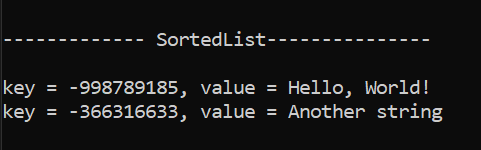 ------------- SortedList---------------
key = -998789185, value = Hello, World!
key = -366316633, value = Another string